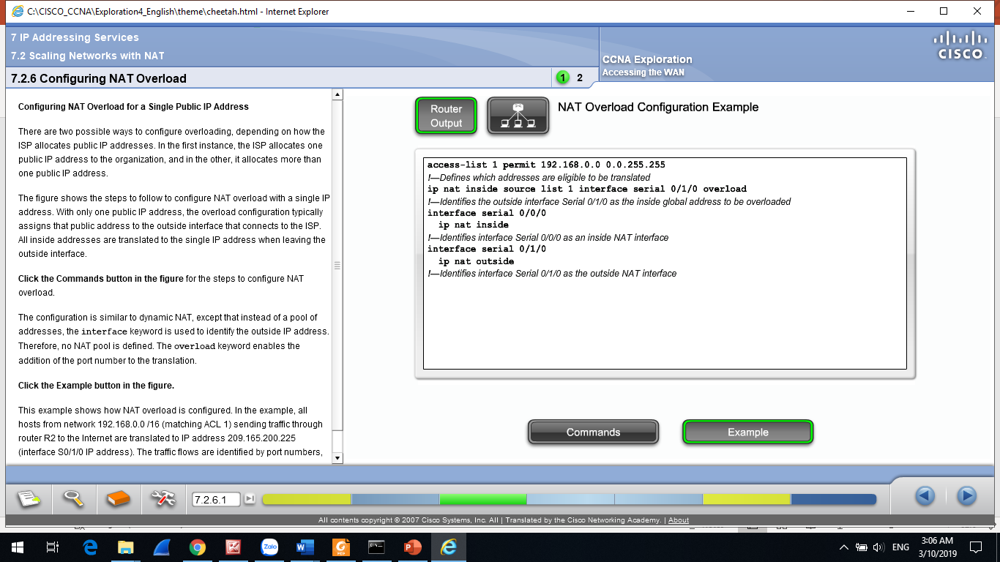 C:\CISCO_CCNA\Exploration4_English\theme\cheetah.html - Internet Explorer
7 IP Addressing Services
7.2 Scaling Networks with NAT
CCNA Exploration
Accessing the WAN
CISCO
7.2.6 Configuring NAT Overload
1 2
Configuring NAT Overload for a Single Public IP Address
There are two possible ways to configure overloading, depending on how the
ISP allocates public IP addresses. In the first instance, the ISP allocates one
public IP address to the organization, and in the other, it allocates more than
one public IP address.
The figure shows the steps to follow to configure NAT overload with a single IP
address. With only one public IP address, the overload configuration typically
assigns that public address to the outside interface that connects to the ISP.
All inside addresses are translated to the single IP address when leaving the
outside interface.
Click the Commands button in the figure for the steps to configure NAT
overload.
The configuration is similar to dynamic NAT, except that instead of a pool of
addresses, the interface keyword is used to identify the outside IP address.
Therefore, no NAT pool is defined. The overload keyword enables the
addition of the port number to the translation.
Click the Example button in the figure.
This example shows how NAT overload is configured. In the example, all
hosts from network 192.168.0.0 /16 (matching ACL 1) sending traffic through
router R2 to the Internet are translated to IP address 209.165.200.225
(interface S0/1/0 IP address). The traffic flows are identified by port numbers,
Router
Output
NAT Overload Configuration Example
access-list 1 permit 192.168.0.0 0.0.255.255
!—Defines which addresses are eligible to be translated
ip nat inside source list 1 interface serial 0/1/0 overload
!—Identifies the outside interface Serial 0/1/0 as the inside global address to be overloaded
interface serial 0/0/0
ip nat inside
!—Identifies interface Serial 0/0/0 as an inside NAT interface
interface serial 0/1/0
ip nat outside
!—Identifies interface Serial 0/1/0 as the outside NAT interface
Commands
Example
7.2.6.1
All contents copyright © 2007 Cisco Systems, Inc. All | Translated by the Cisco Networking Academy. | About
Zalo
PDF
ENG
3:06 AM
3/10/2019